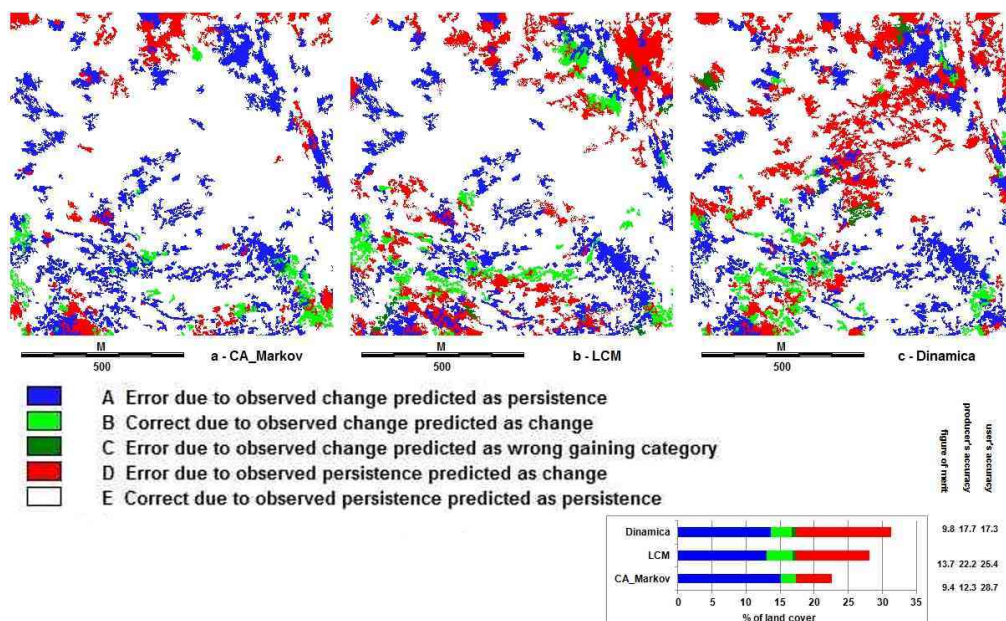 M
500
a - CA_Markov
M
500
b - LCM
M
500
c - Dinamica
A Error due to observed change predicted as persistence
B Correct due to observed change predicted as change
C Error due to observed change predicted as wrong gaining category
D Error due to observed persistence predicted as change
E Correct due to observed persistence predicted as persistence
figure of merit
producer's accuracy
user's accuracy
Dinamica
9.8 17.7 17.3
LCM
13.7 22.2 25.4
CA_Markov
9.4 12.3 28.7
0 5 10 15 20 25 30 35
% of land cover